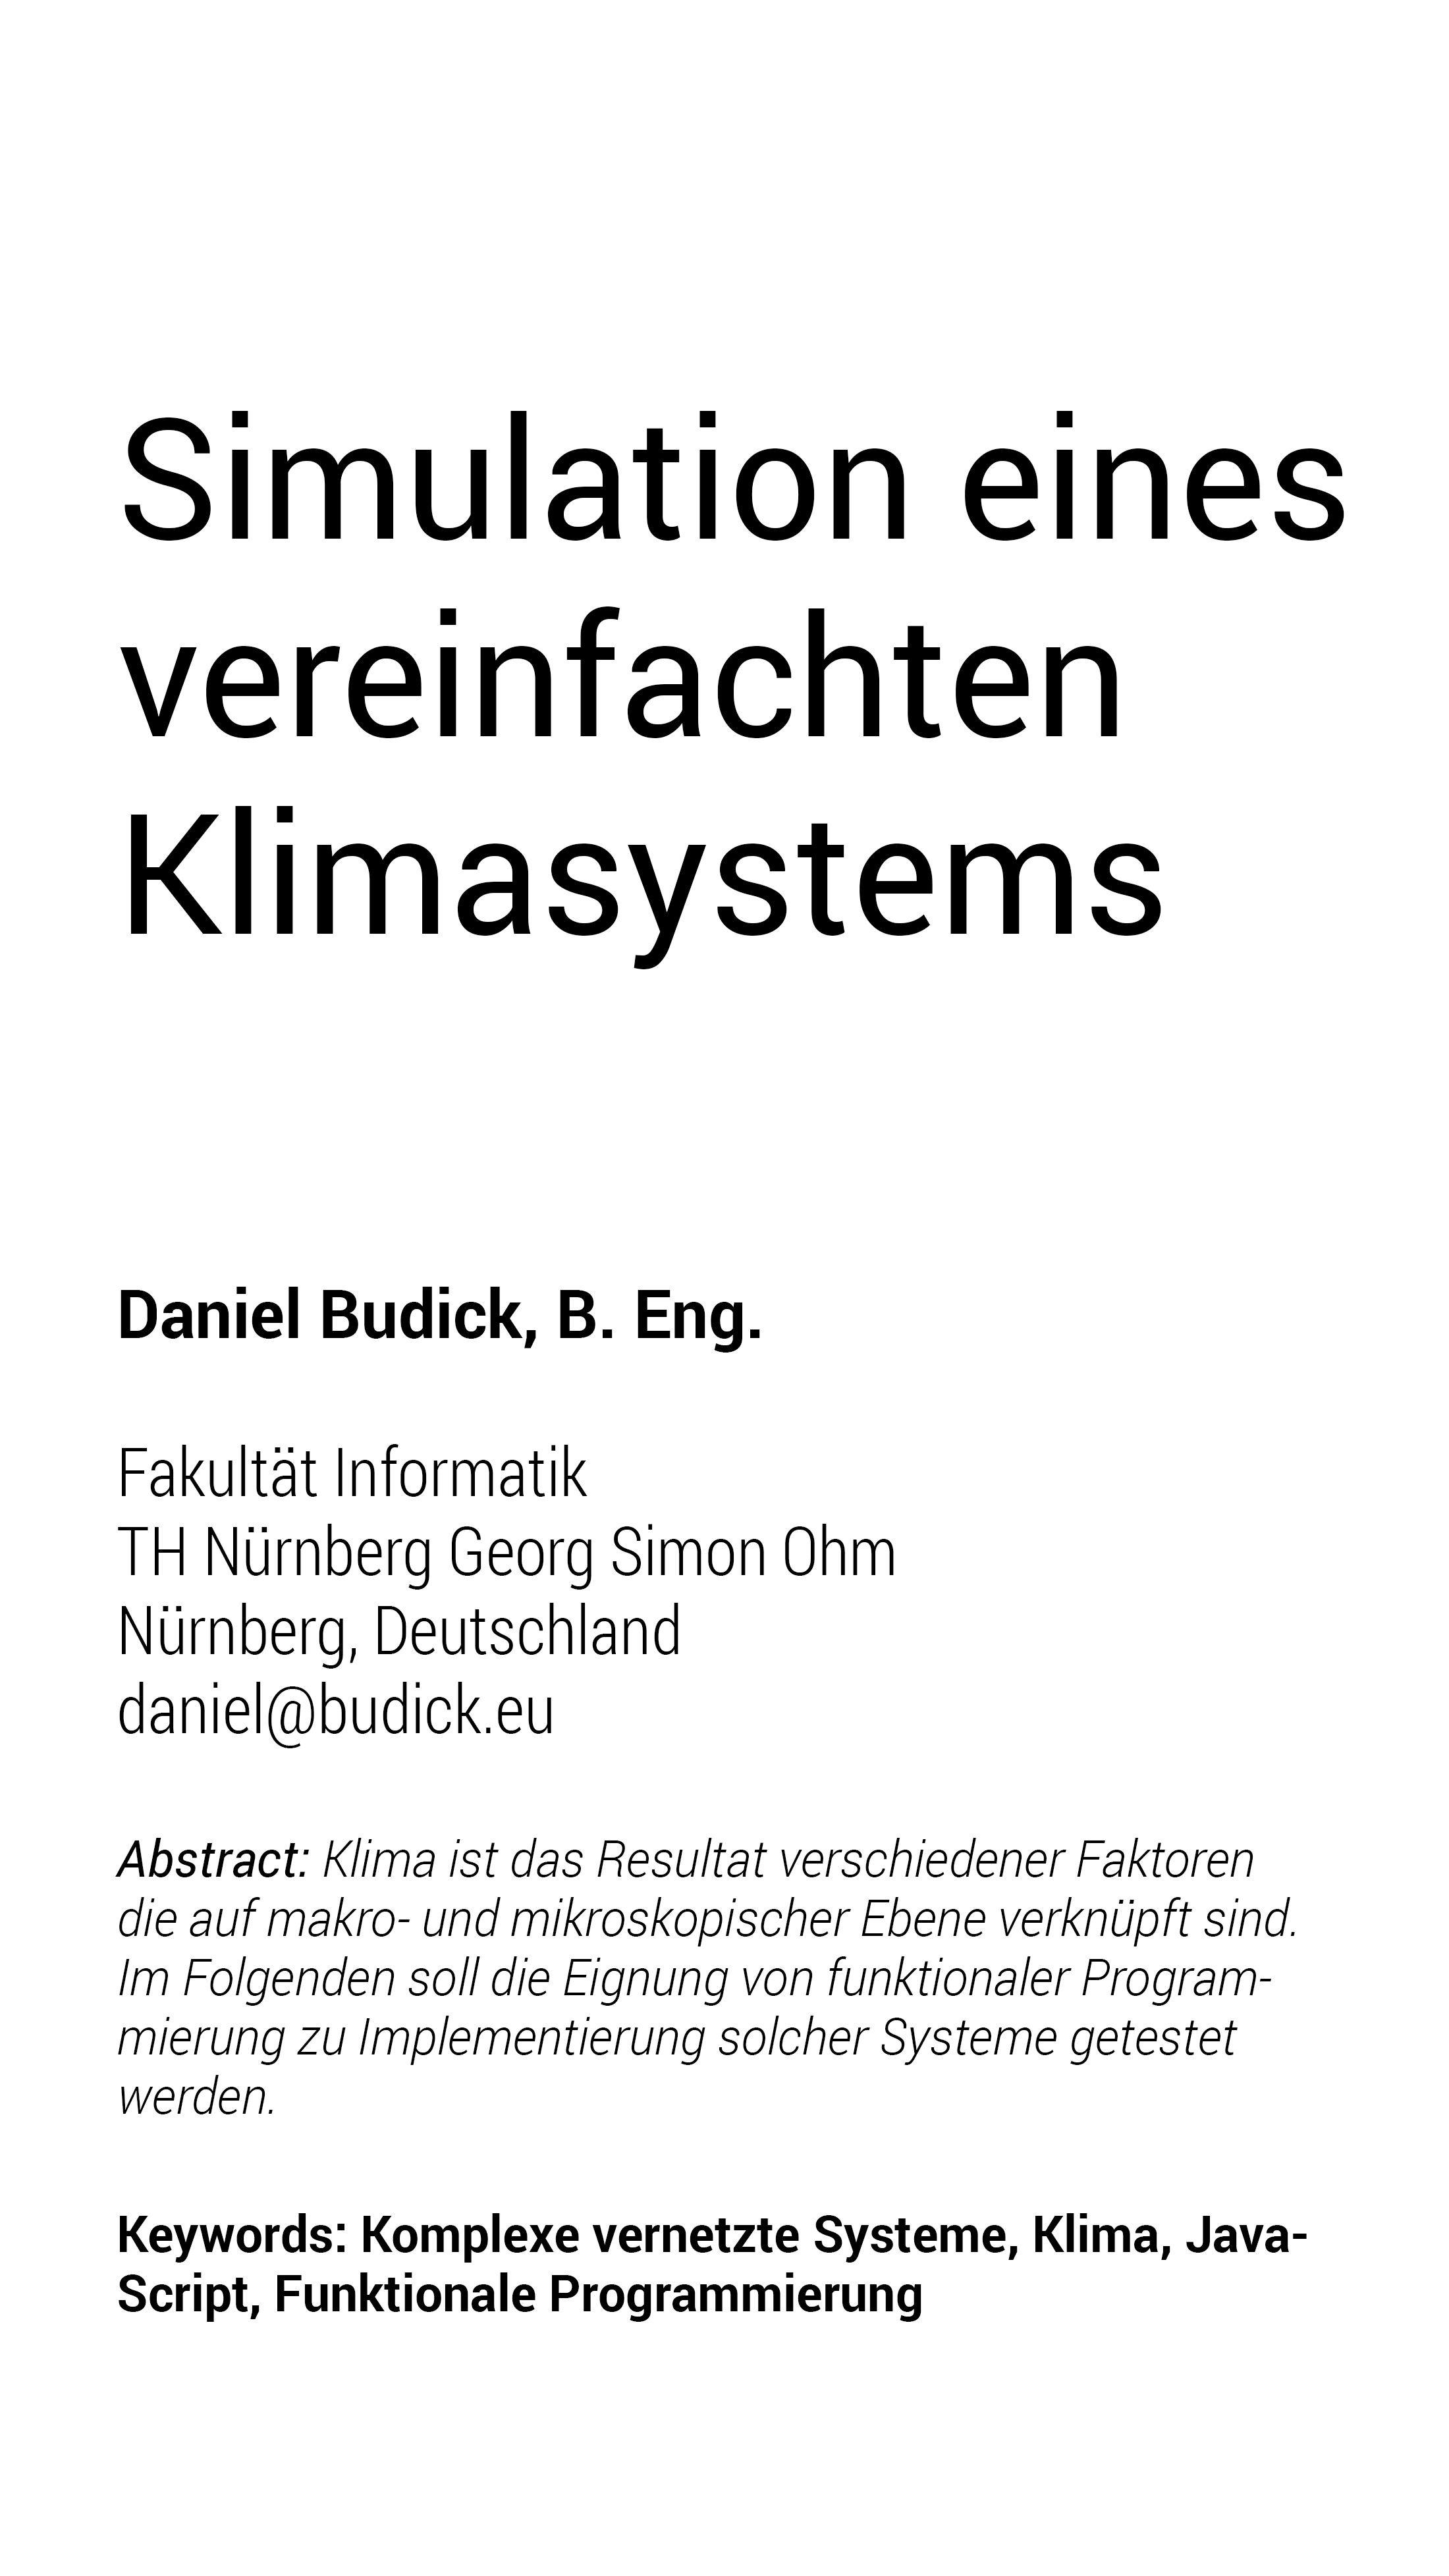 Simulation eines
vereinfachten
Klimasystems
Daniel Budick, B. Eng.
Fakultät Informatik
TH Nürnberg Georg Simon Ohm
Nürnberg, Deutschland
daniel@budick.eu
Abstract: Klima ist das Resultat verschiedener Faktoren
die auf makro- und mikroskopischer Ebene verknüpft sind.
Im Folgenden soll die Eignung von funktionaler Program-
mierung zu Implementierung solcher Systeme getestet
werden.
Keywords: Komplexe vernetzte Systeme, Klima, Java-
Script, Funktionale Programmierung